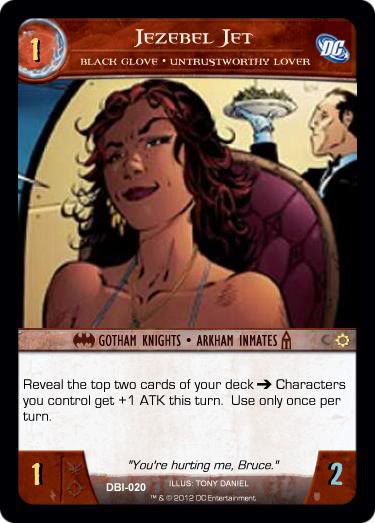 1
JEZEBEL JET
DC
BLACK GLOVE • UNTRUSTWORTHY LOVER
GOTHAM KNIGHTS • ARKHAM INMATES
Reveal the top two cards of your deck ➔ Characters
you control get +1 ATK this turn. Use only once per
turn.
"You're hurting me, Bruce."
1
DBI-020
ILLUS: TONY DANIEL
2
™ & © 2012 DC Entertainment